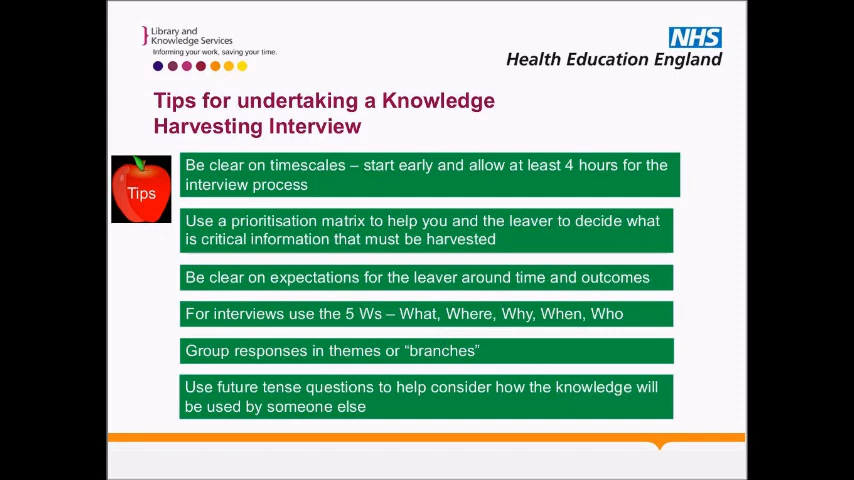 Library and
Knowledge Services
Informing your work, saving your time.
NHS
Health Education England
Tips for undertaking a Knowledge
Harvesting Interview
Tips
Be clear on timescales – start early and allow at least 4 hours for the
interview process
Use a prioritisation matrix to help you and the leaver to decide what
is critical information that must be harvested
Be clear on expectations for the leaver around time and outcomes
For interviews use the 5 Ws – What, Where, Why, When, Who
Group responses in themes or “branches”
Use future tense questions to help consider how the knowledge will
be used by someone else